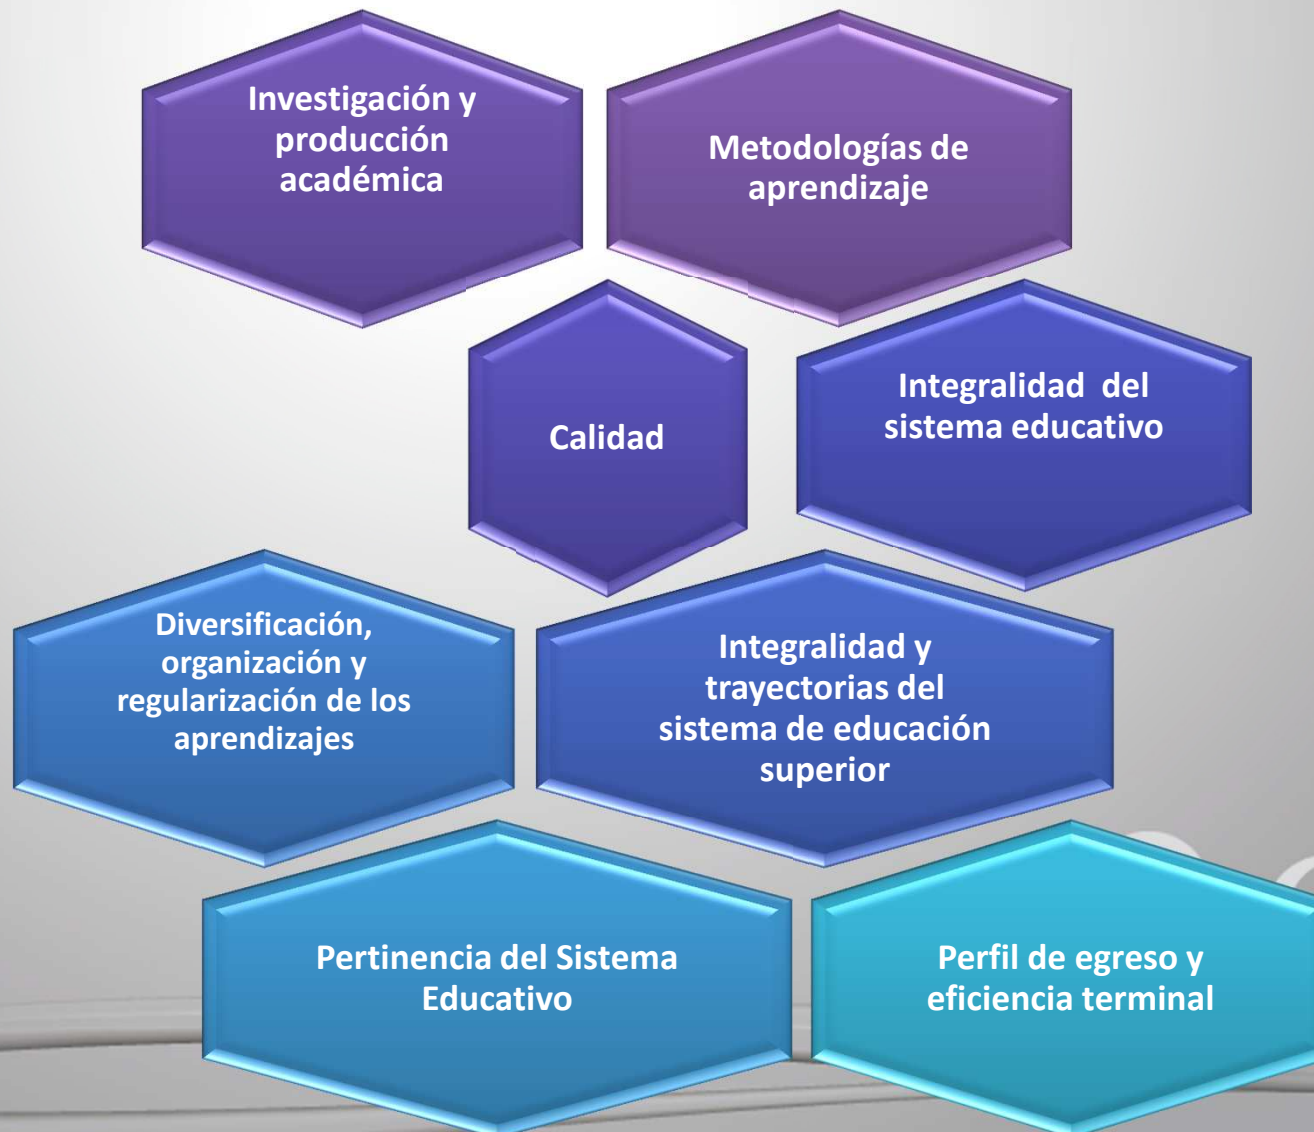 Investigación y
producción
académica
Metodologías de
aprendizaje
Calidad
Integralidad del
sistema educativo
Diversificación,
organización y
regularización de los
aprendizajes
Integralidad y
trayectorias del
sistema de educación
superior
Pertinencia del Sistema
Educativo
Perfil de egreso y
eficiencia terminal